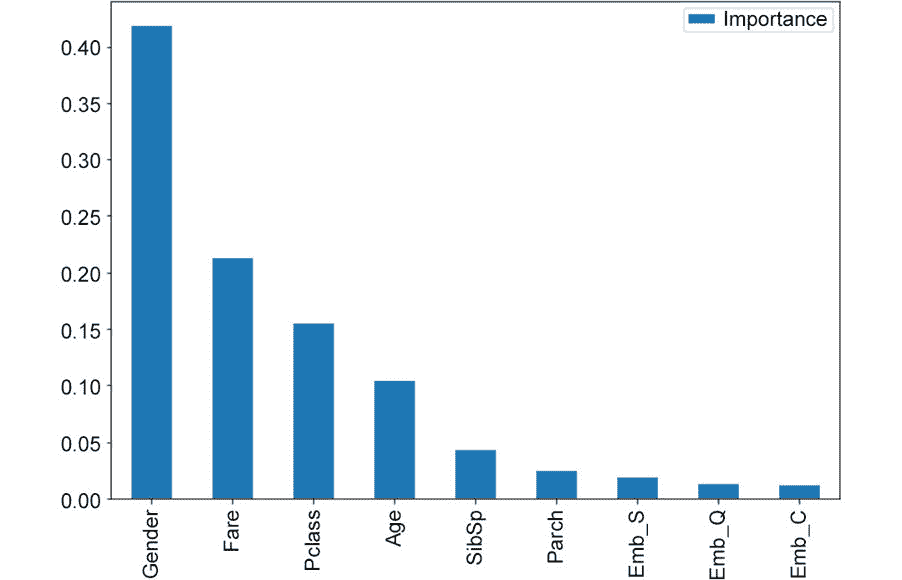 Importance
0.40
0.35
0.30
0.25
0.20
0.15
0.10
0.05
0.00
Gender
Fare
Pclass
Age
SibSp
Parch
Emb_S
Emb_Q
Emb_C